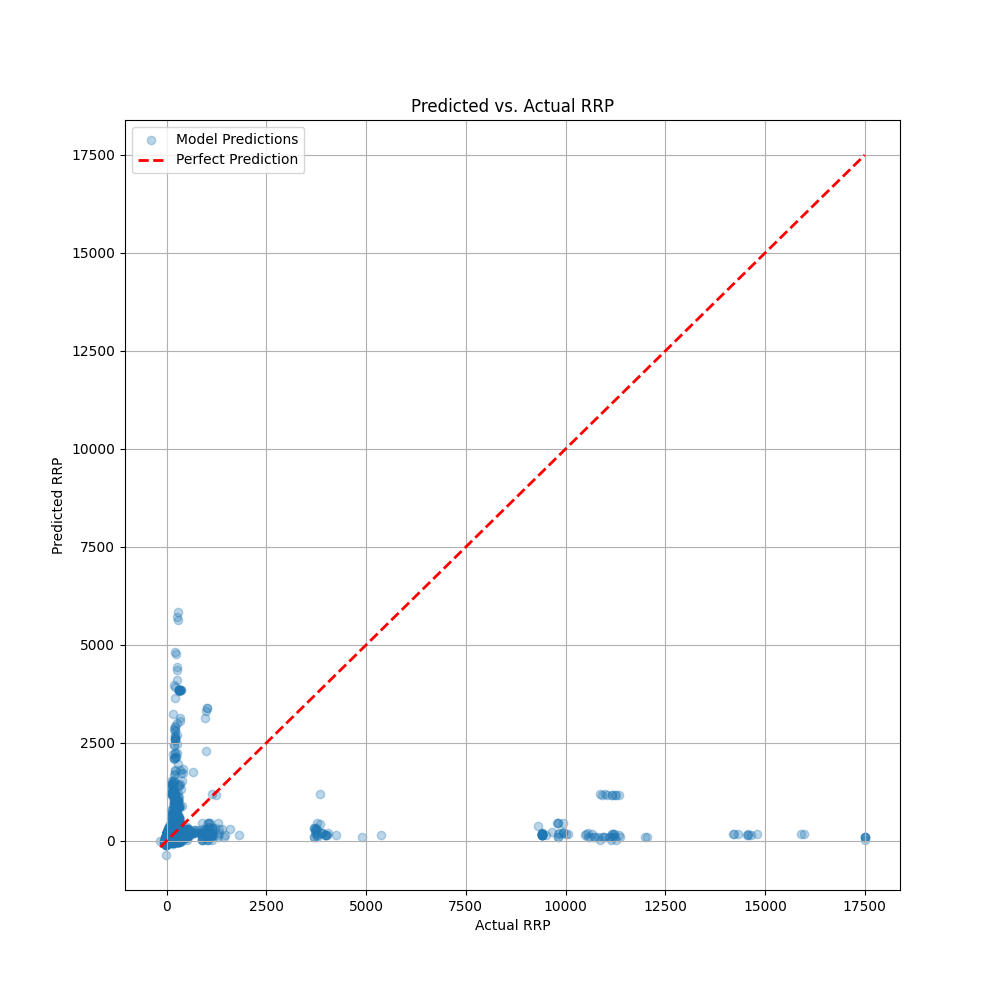 Predicted vs. Actual RRP
Model Predictions
Perfect Prediction
17500
15000
12500
10000
7500
5000
2500
0
Predicted RRP
0 2500 5000 7500 10000 12500 15000 17500
Actual RRP